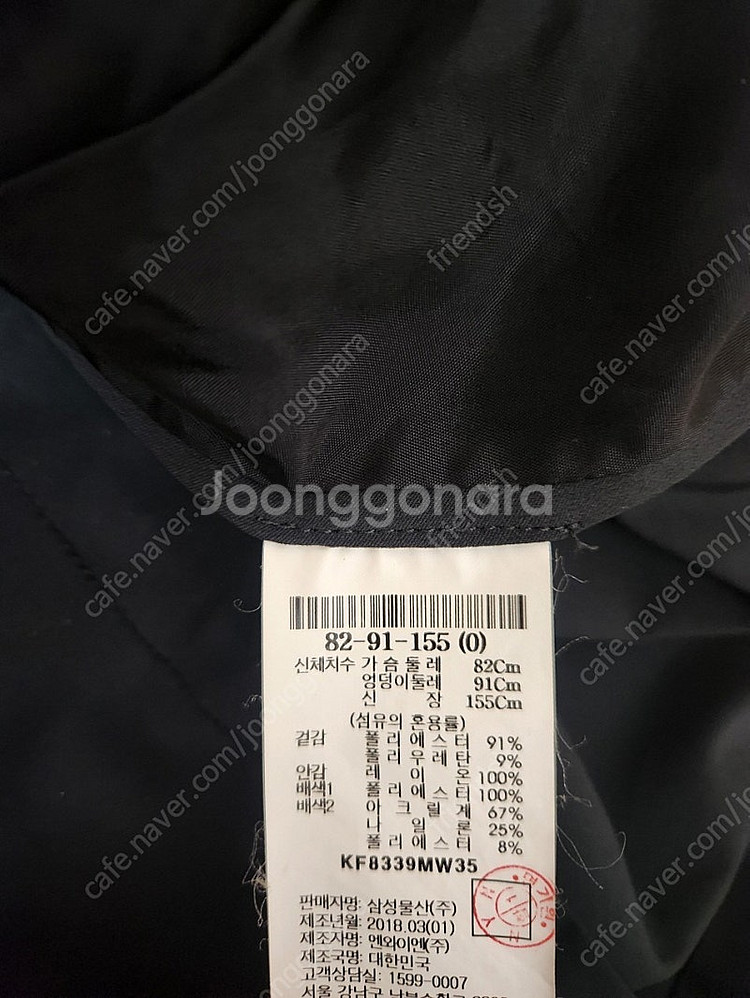 cafe.naver.com/joonggonara
friendsh
cafe.naver.com/joonggonara
Joonggonara
friendsh
82-91-155 (0)
신체치수 가 슴 둘 레 82Cm
엉덩이둘레 91Cm
신 장 155Cm
(섬유의 혼용률)
겉감 폴 리 에 스 터 91%
폴 리 우 레 탄 9%
안감 레 이 온 100%
배색1 폴 리 에 스 터 100%
배색2 아 크 릴 계 67%
나 일 론 25%
폴 리 에 스 터 8%
KF8339MW35
판매자명: 삼성물산(주)
제조년월: 2018.03(01)
제조자명: 엔와이엔(주)
제조국명: 대한민국
고객상담실: 1599-0007
서울 강남구